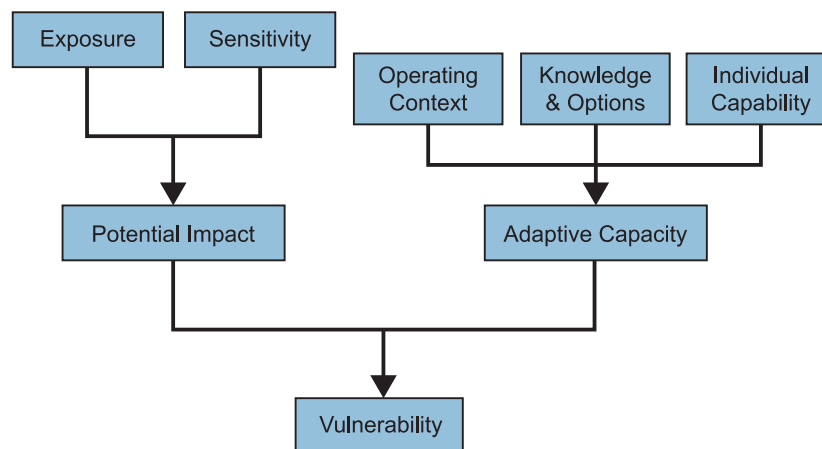 Exposure
Sensitivity
Operating
Context
Knowledge
& Options
Individual
Capability
Potential Impact
Adaptive Capacity
Vulnerability